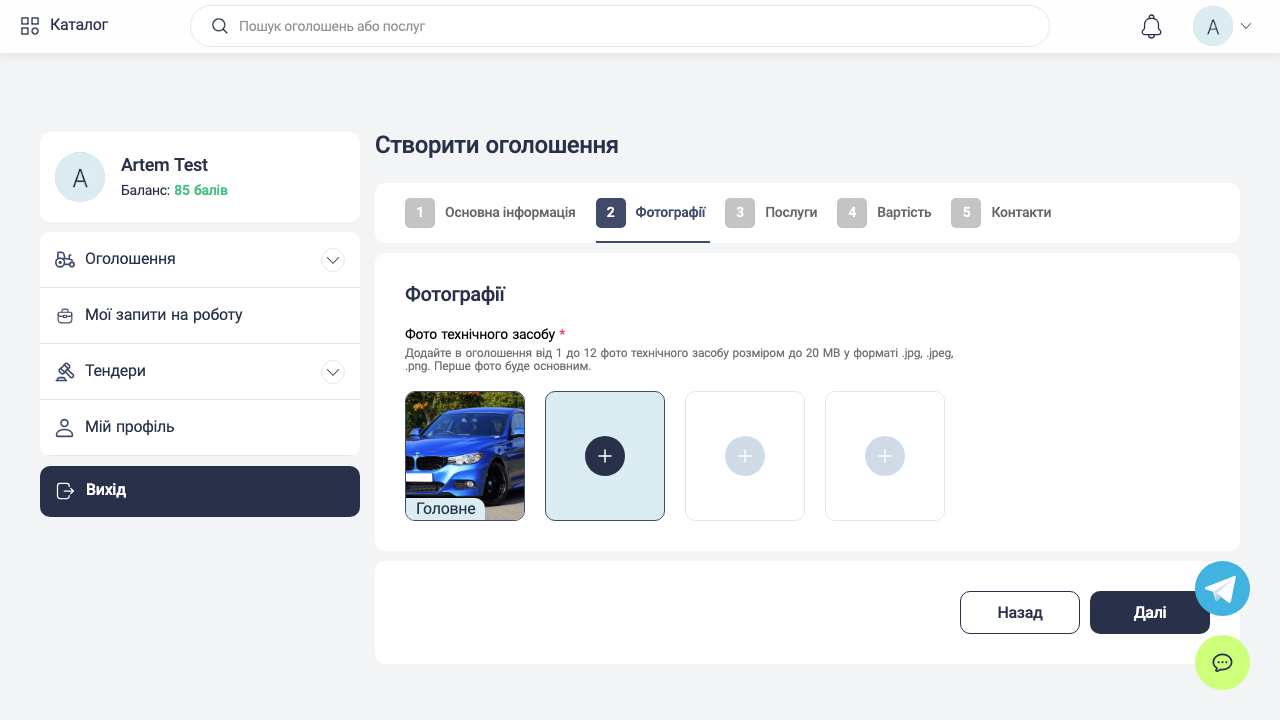 Каталог
Пошук оголошень або послуг
A
Artem Test
Баланс: 85 балів
A
Оголошення
Мої запити на роботу
Тендери
Мій профіль
Вихід
Створити оголошення
1 Основна інформація
2 Фотографії
3 Послуги
4 Вартість
5 Контакти
Фотографії
Фото технічного засобу *
Додайте в оголошення від 1 до 12 фото технічного засобу розміром до 20 MB у форматі .jpg, .jpeg,
.png. Перше фото буде основним.
Головне
Назад
Далі